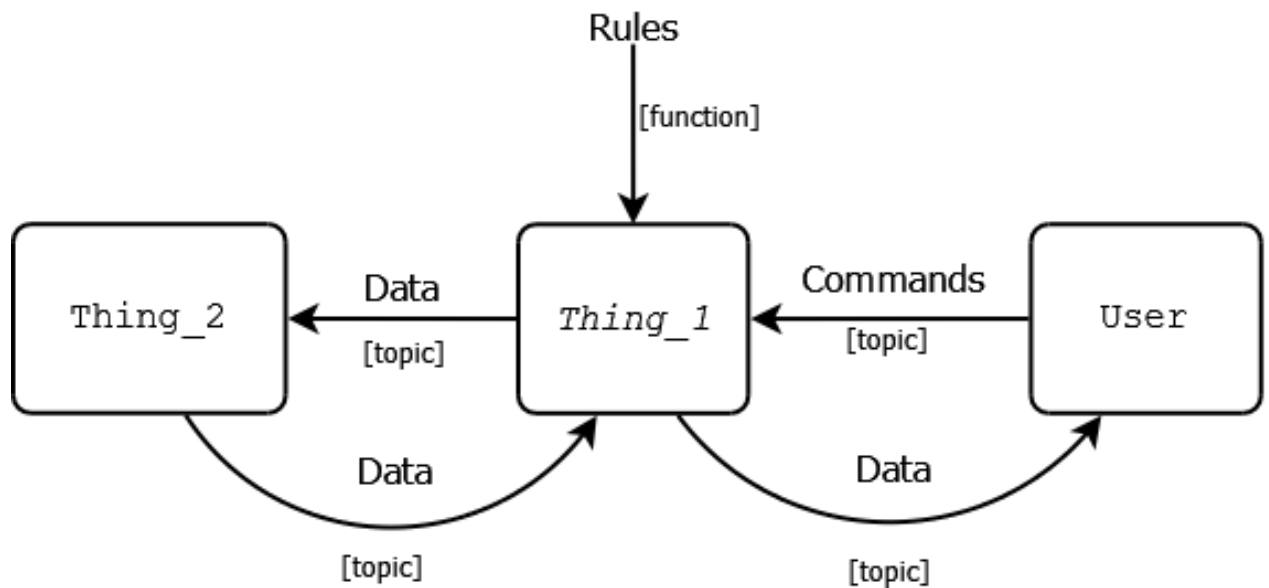 Rules
[function]
Data
Commands
Thing_2
Thing_1
User
[topic]
[topic]
Data
Data
[topic]
[topic]